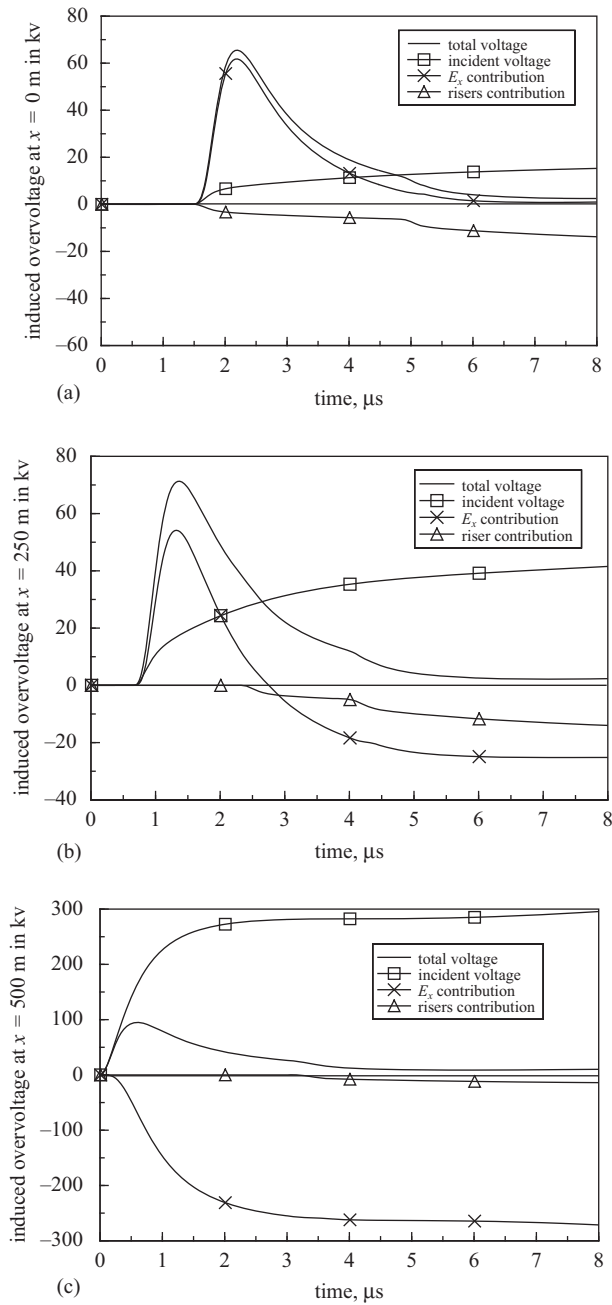 induced overvoltage at x = 0 m in kv
80
60
40
20
0
–20
–40
–60
total voltage
incident voltage
Ex contribution
risers contribution
0 1 2 3 4 5 6 7 8
time, μs
(a)
induced overvoltage at x = 250 m in kv
80
60
40
20
0
–20
–40
total voltage
incident voltage
Ex contribution
riser contribution
0 1 2 3 4 5 6 7 8
time, μs
(b)
induced overvoltage at x = 500 m in kv
300
200
100
0
–100
–200
–300
total voltage
incident voltage
Ex contribution
risers contribution
0 2 4 6 8
time, μs
(c)